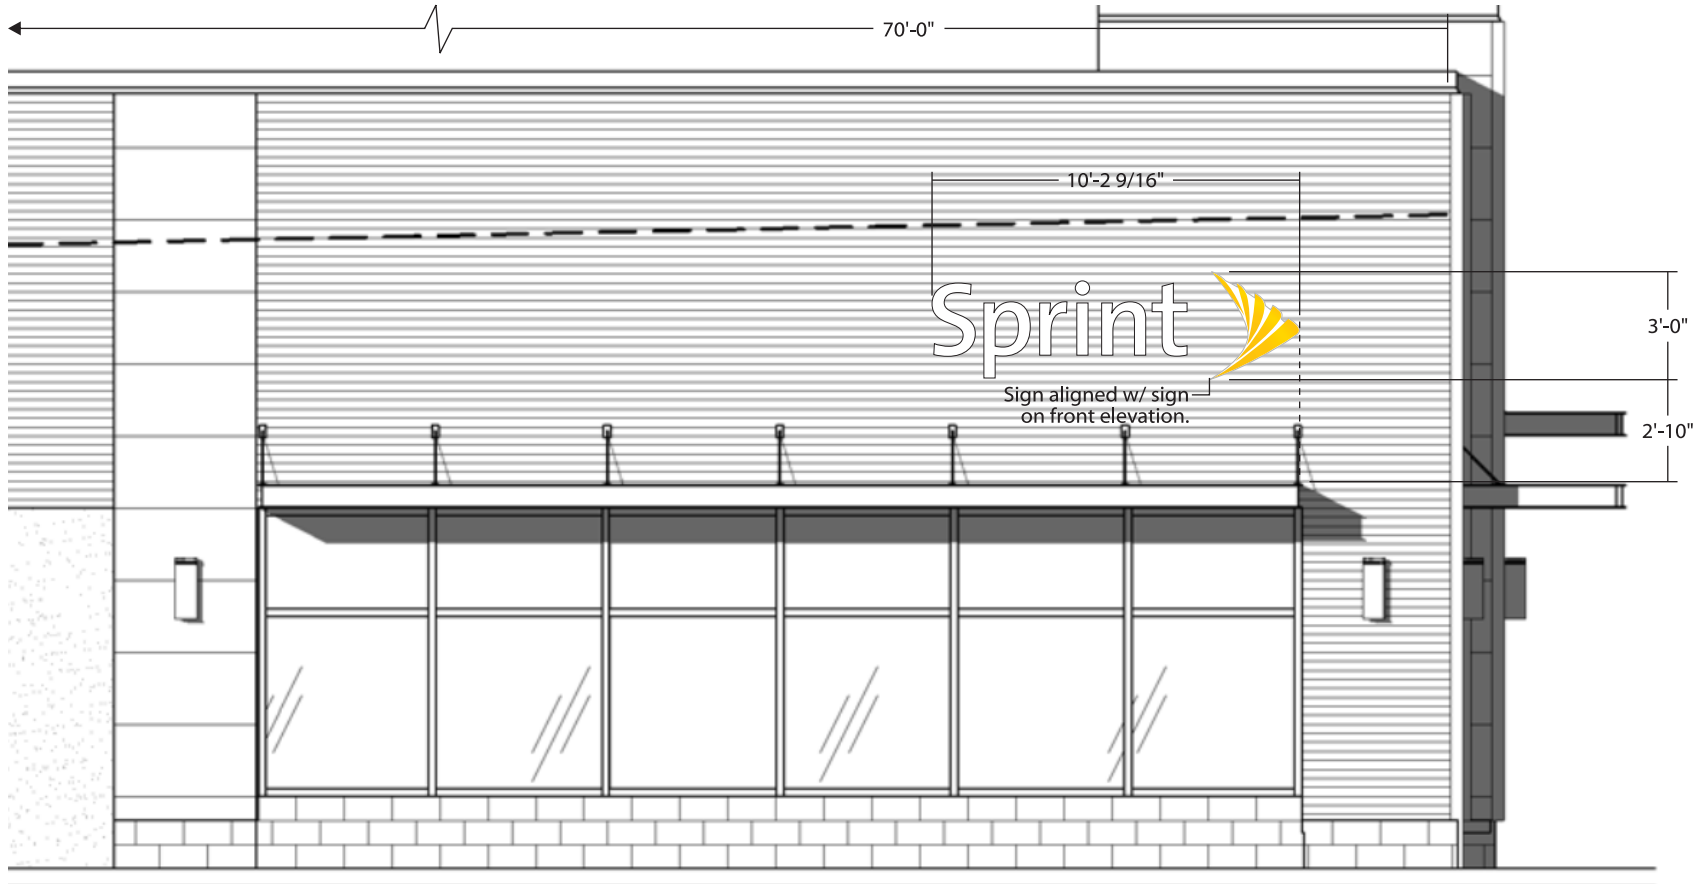 70'-0"
10'-2 9/16"
Sprint
3'-0"
Sign aligned w/ sign
on front elevation.
2'-10"